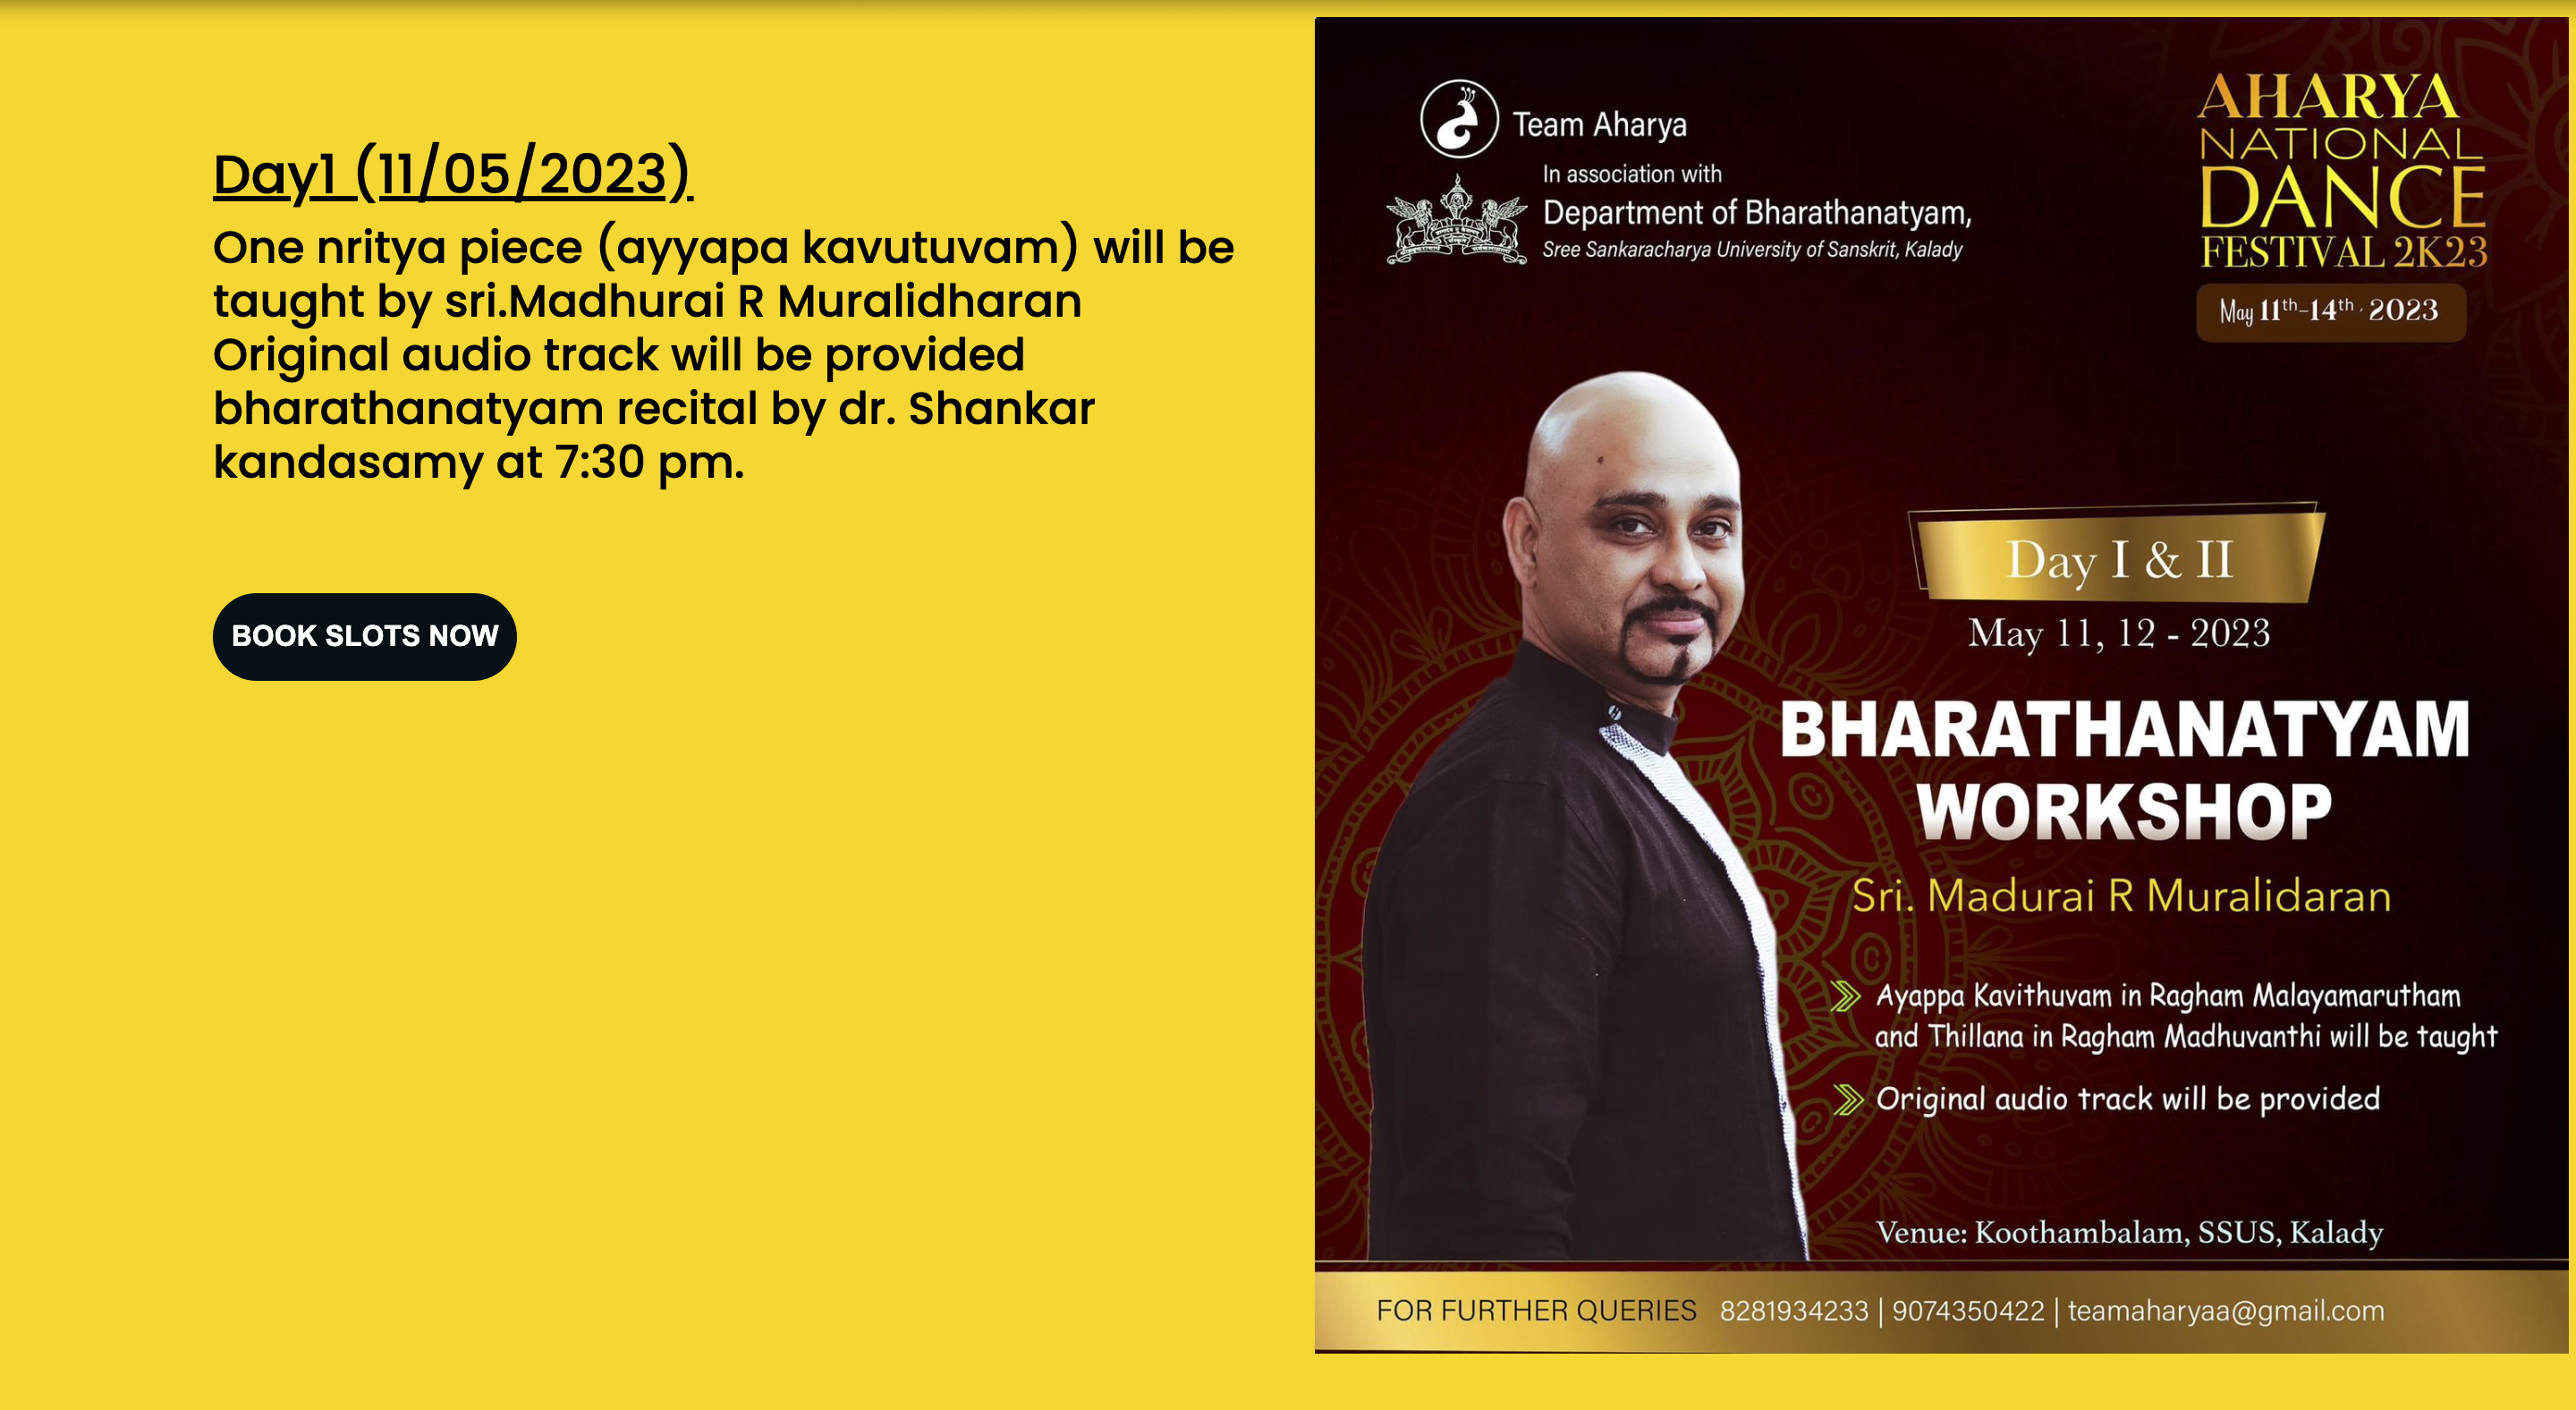 Day1 (11/05/2023)
One nritya piece (ayyapa kavutuvam) will be
taught by sri.Madhurai R Muralidharan
Original audio track will be provided
bharathanatyam recital by dr. Shankar
kandasamy at 7:30 pm.
BOOK SLOTS NOW
Team Aharya
In association with
Department of Bharathanatyam,
Sree Sankaracharya University of Sanskrit, Kalady
AHARYA
NATIONAL
DANCE
FESTIVAL 2K23
May 11th-14th, 2023
Day I & II
May 11, 12 - 2023
BHARATHANATYAM
WORKSHOP
Sri. Madurai R Muralidaran
Ayappa Kavithuvam in Ragham Malayamarutham
and Thillana in Ragham Madhuvanthi will be taught
Original audio track will be provided
Venue: Koothambalam, SSUS, Kalady
FOR FURTHER QUERIES 8281934233 | 9074350422 | teamaharyaa@gmail.com